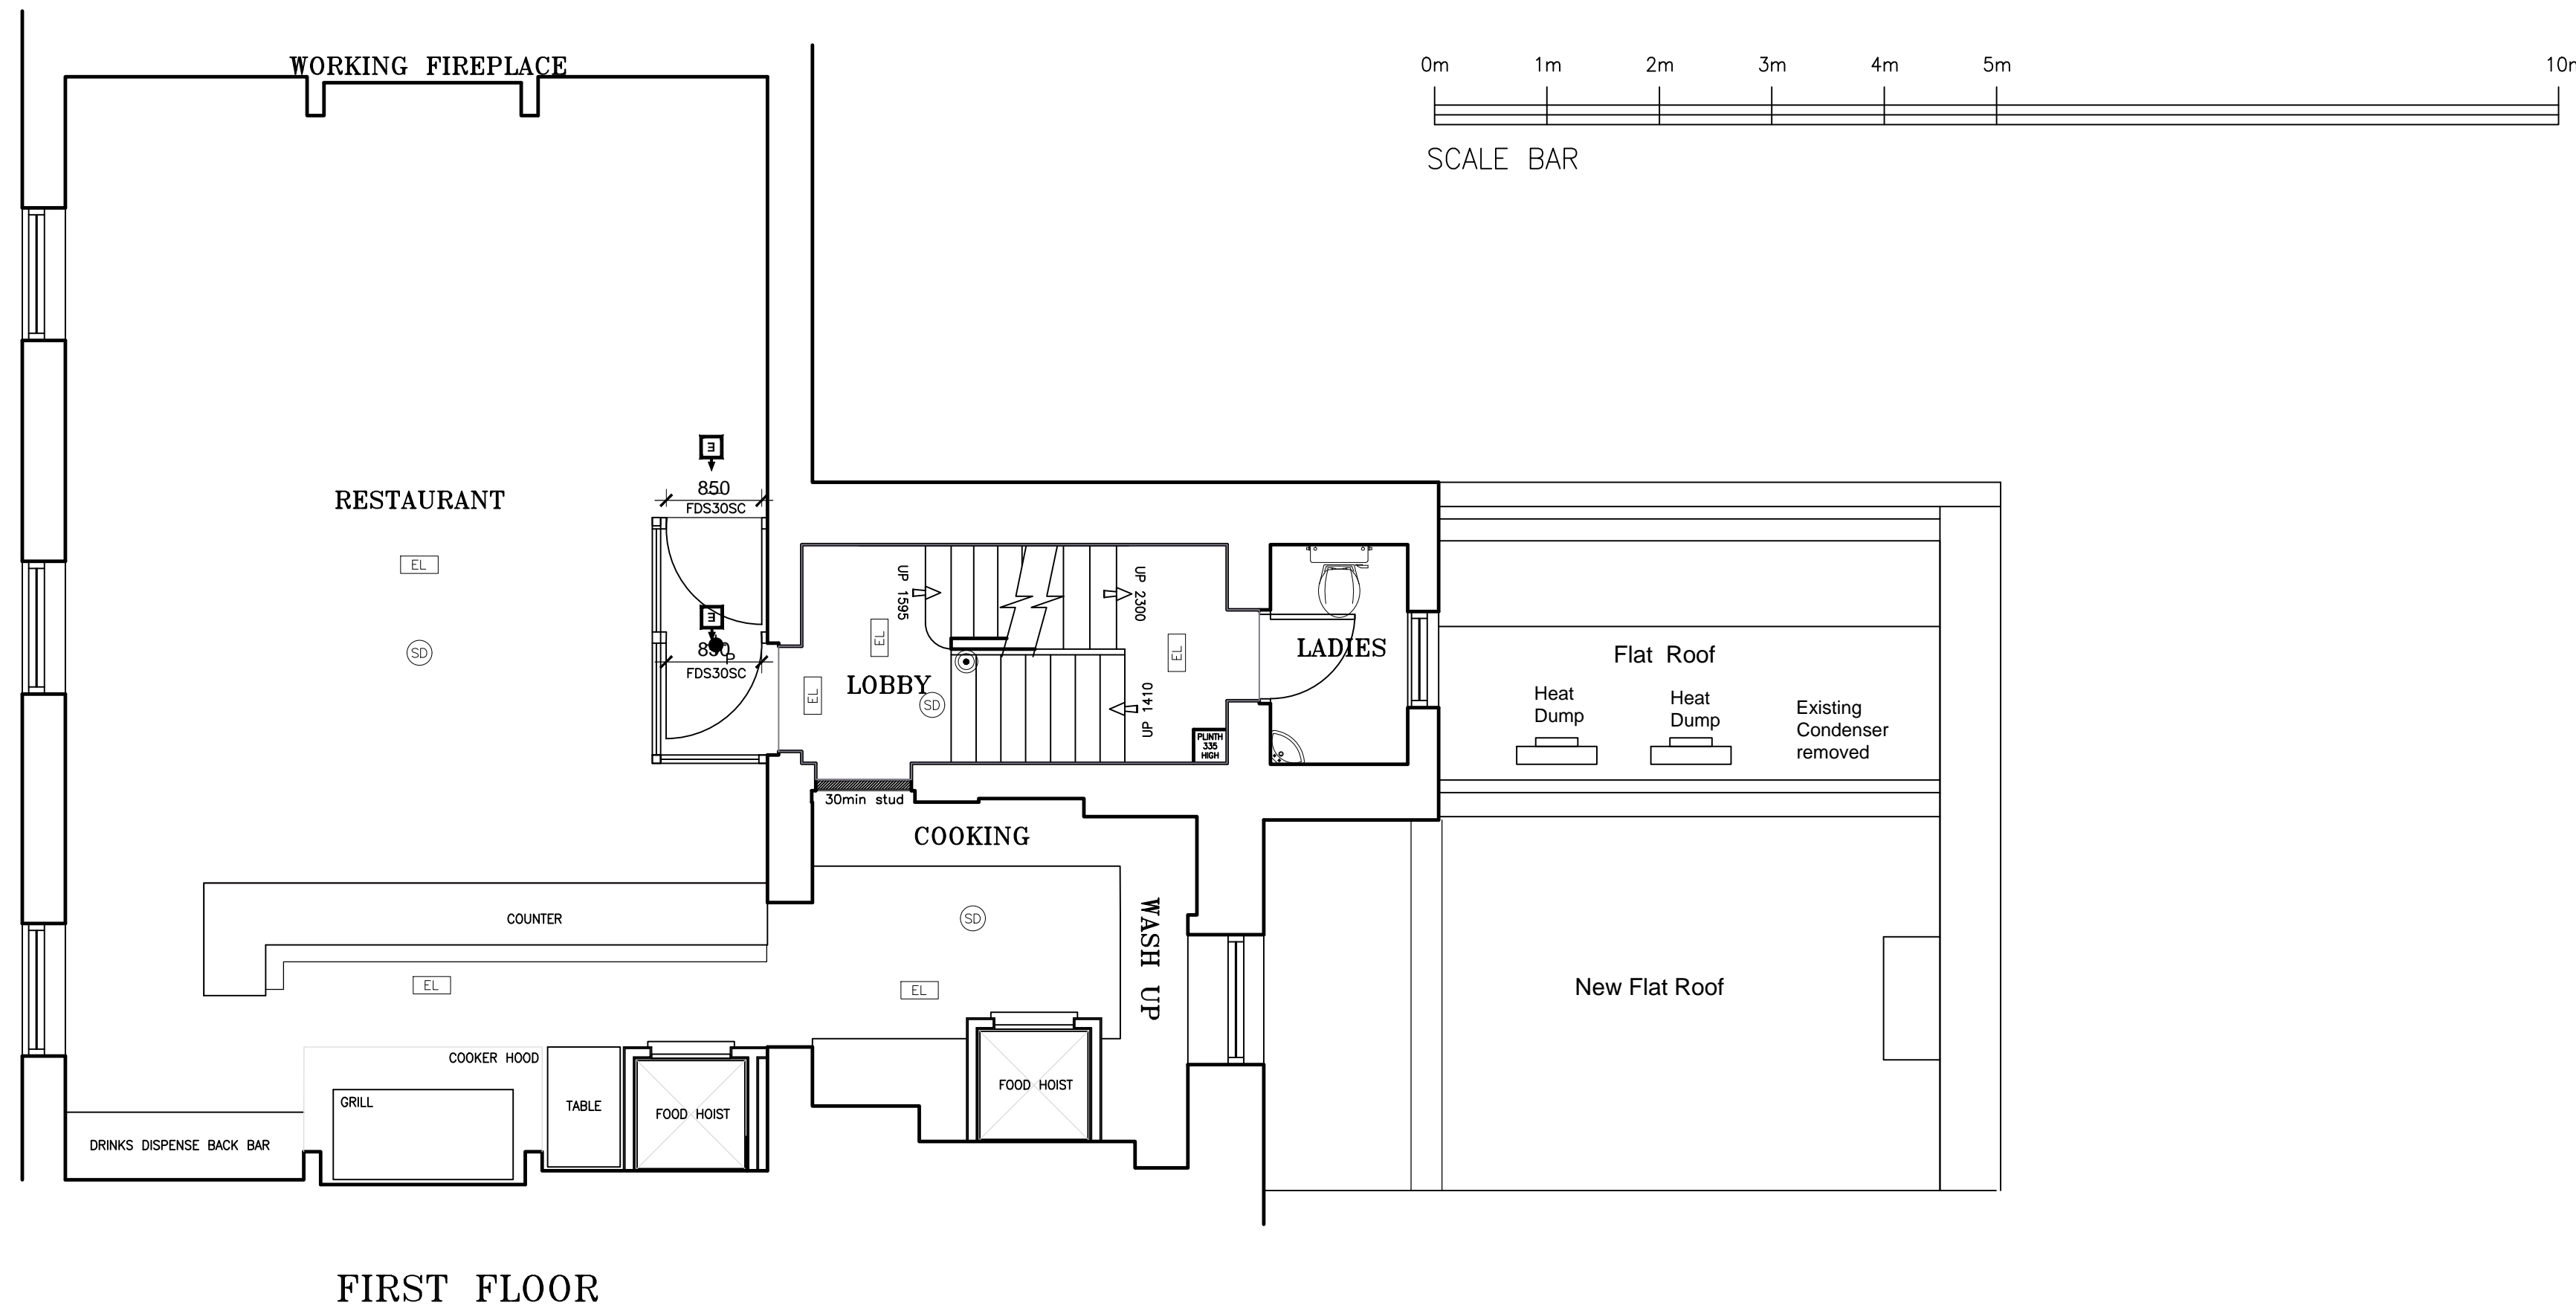 WORKING FIREPLACE
0m 1m 2m 3m 4m 5m
SCALE BAR
E
850
FDS30SC
RESTAURANT
EL
SD
E
FDS30SC
UP 1595
UP 2300
EL
EL
EL
LOBBY
SD
UP 1410
PLINTH
335
HIGH
LADIES
Flat Roof
Heat
Dump
Heat
Dump
Existing
Condenser
removed
30min stud
COOKING
COUNTER
SD
WASH UP
EL
EL
New Flat Roof
COOKER HOOD
GRILL
TABLE
FOOD HOIST
FOOD HOIST
DRINKS DISPENSE BACK BAR
FIRST FLOOR